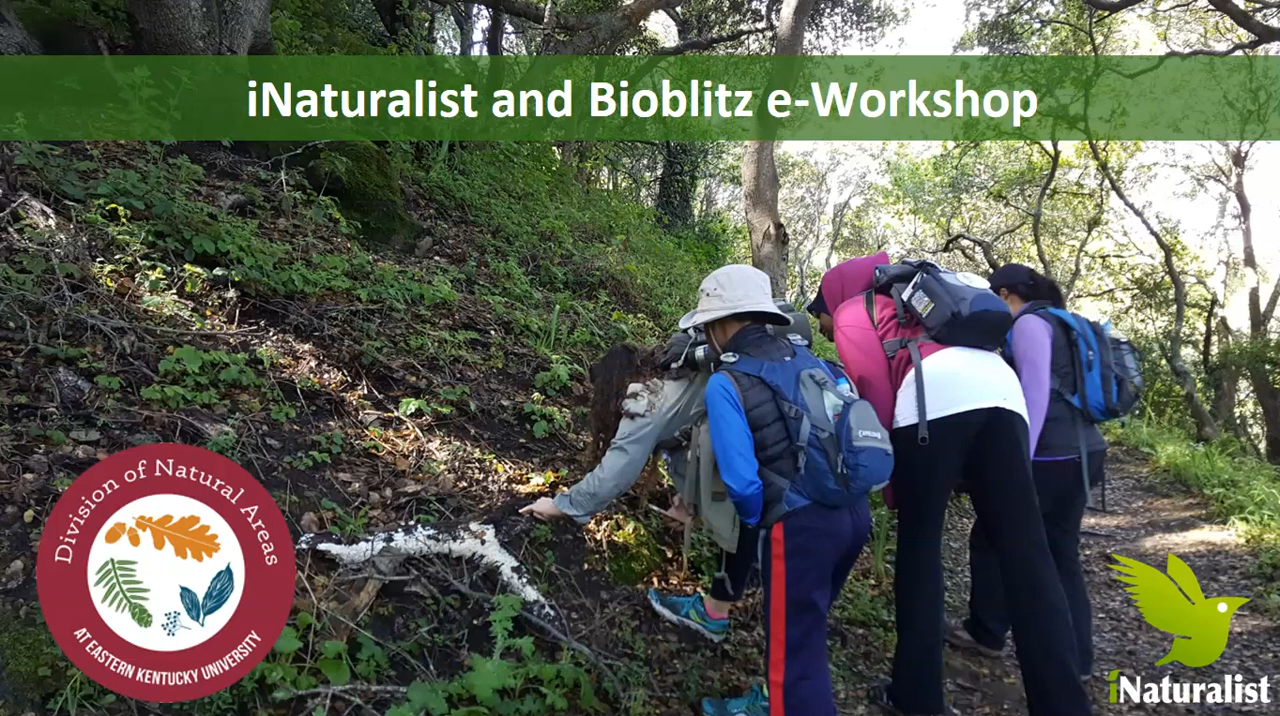 iNaturalist and Bioblitz e-Workshop
Division of Natural Areas
AT EASTERN KENTUCKY UNIVERSITY
iNaturalist